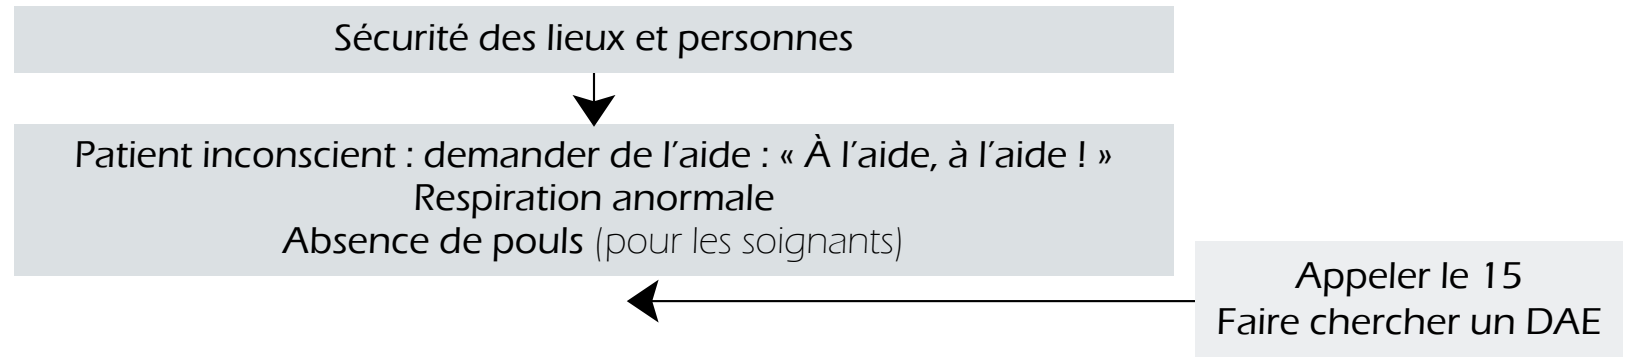 Sécurité des lieux et personnes
Patient inconscient : demander de l’aide : « À l’aide, à l’aide ! »
Respiration anormale
Absence de pouls (pour les soignants)
Appeler le 15
Faire chercher un DAE